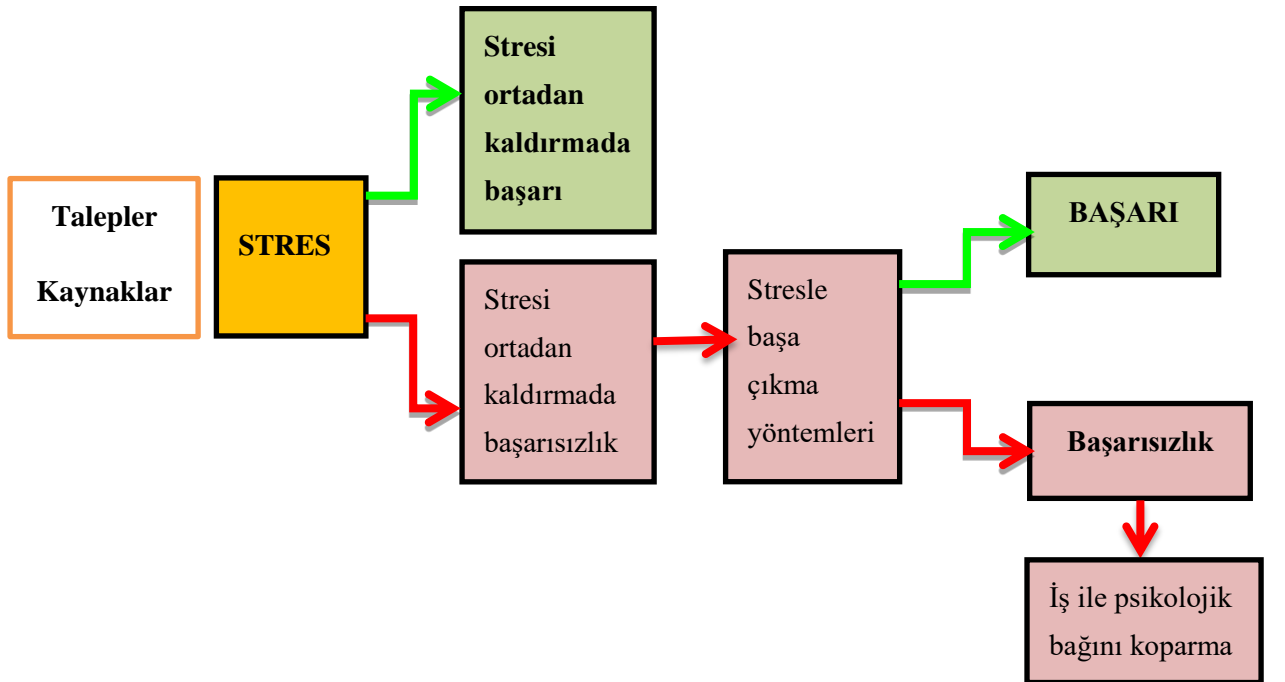 Talepler
Kaynaklar
STRES
Stresi
ortadan
kaldırmada
başarı
Stresi
ortadan
kaldırmada
başarısızlık
Stresle
başa
çıkma
yöntemleri
BAŞARI
Başarısızlık
İş ile psikolojik
bağını koparma